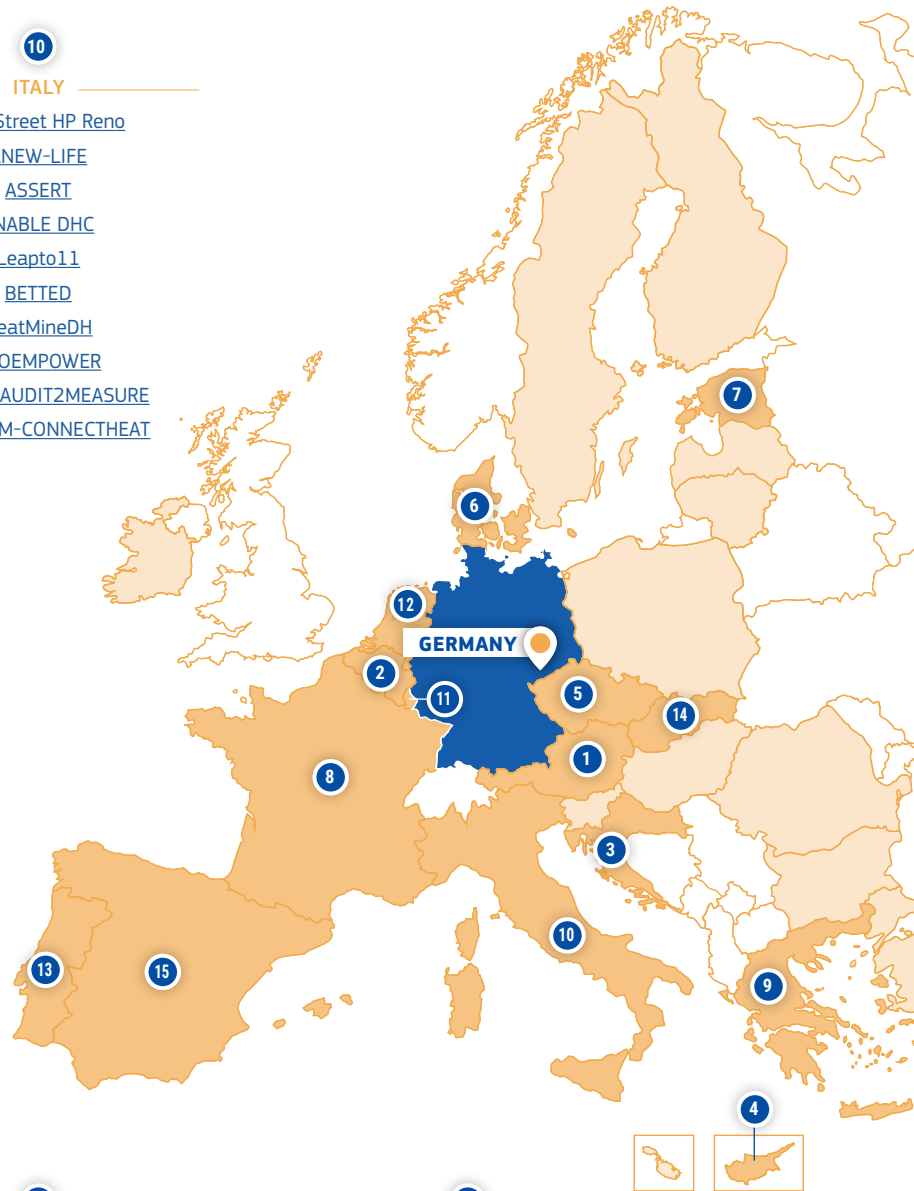 10
ITALY
Street HP Reno
NEW-LIFE
ASSERT
NABLE DHC
Leapto11
BETTED
eatMineDH
OEMPOWER
AUDIT2MEASURE
M-CONNECTHEAT
7
6
12
GERMANY
2
11
5
14
1
8
3
10
13
15
9
4